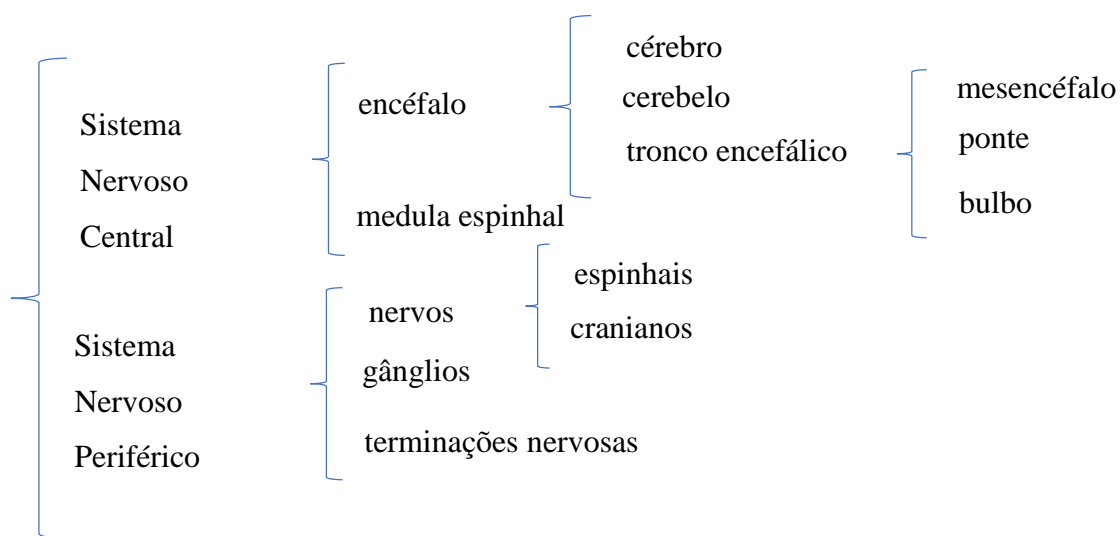 Sistema
Nervoso
Central
encéfalo
medula espinhal
cérebro
cerebelo
tronco encefálico
mesencéfalo
ponte
bulbo
Sistema
Nervoso
Periférico
nervos
gânglios
terminações nervosas
espinhais
cranianos